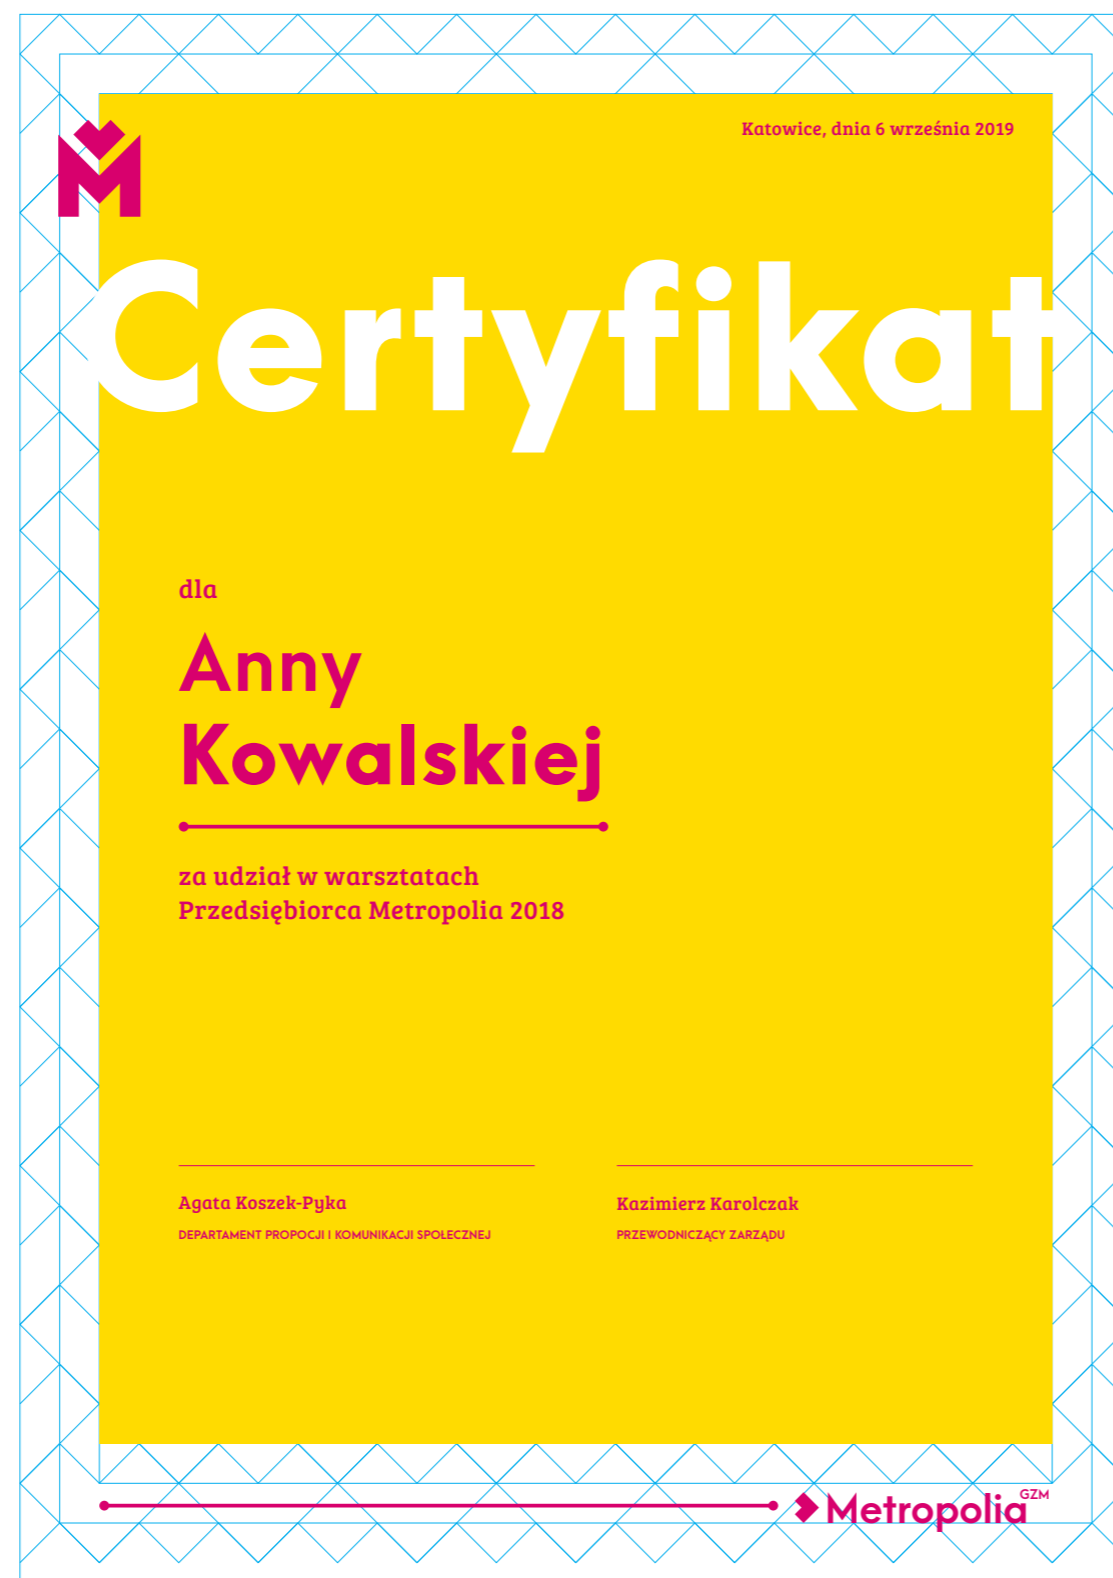 Katowice, dnia 6 września 2019
Certyfikat
dla
Anny
Kowalskiej
za udział w warsztatach
Przedsiębiorca Metropolia 2018
Agata Koszek-Pyka
DEPARTAMENT PROPOCJI I KOMUNIKACJI SPOŁECZNEJ
Kazimierz Karolczak
PRZEWODNICZĄCY ZARZĄDU
Metropolia GZM